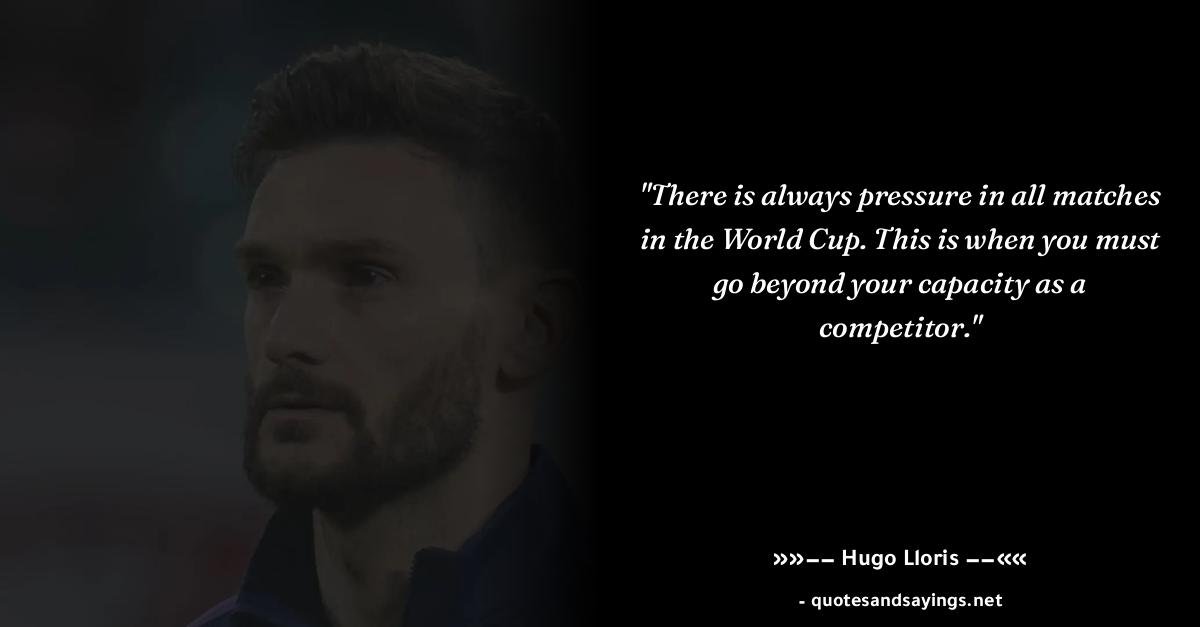 "There is always pressure in all matches
in the World Cup. This is when you must
go beyond your capacity as a
competitor."
»»–– Hugo Lloris ––««
- quotesandsayings.net